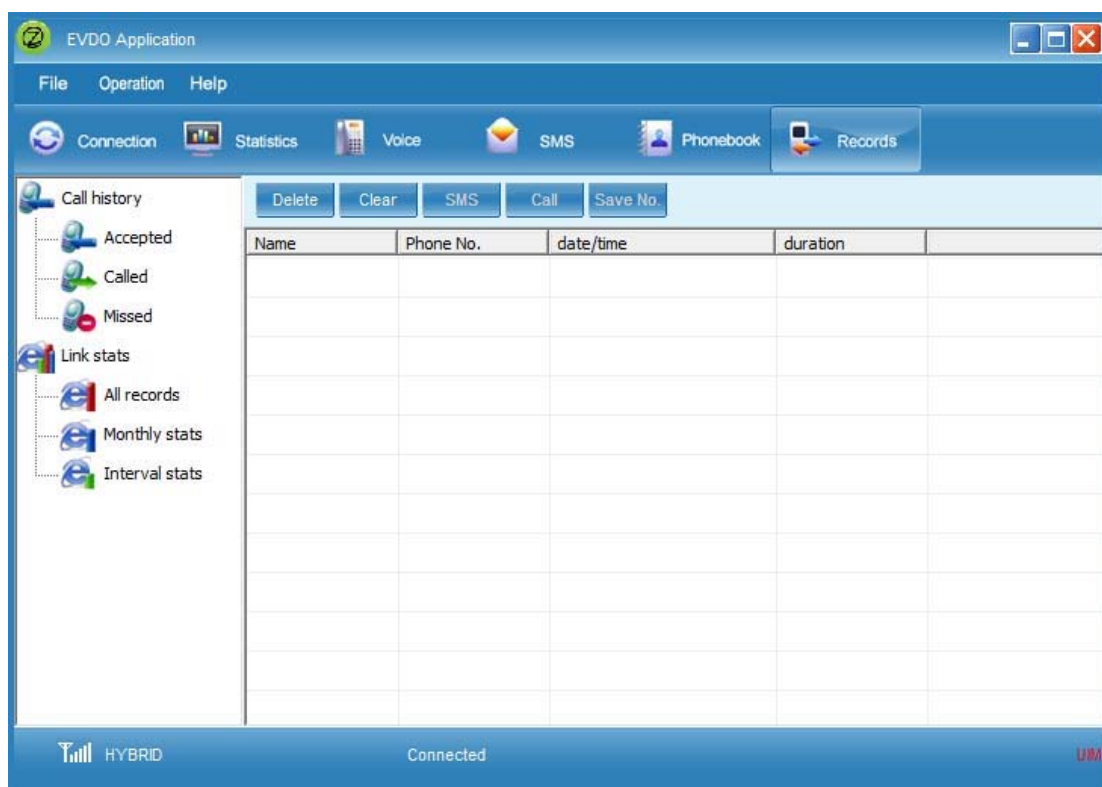 EVDO Application
File Operation Help
Connection Statistics Voice SMS Phonebook Records
Call history
Accepted
Called
Missed
Link stats
All records
Monthly stats
Interval stats
Delete Clear SMS Call Save No.
Name Phone No. date/time duration
HYBRID Connected UIM